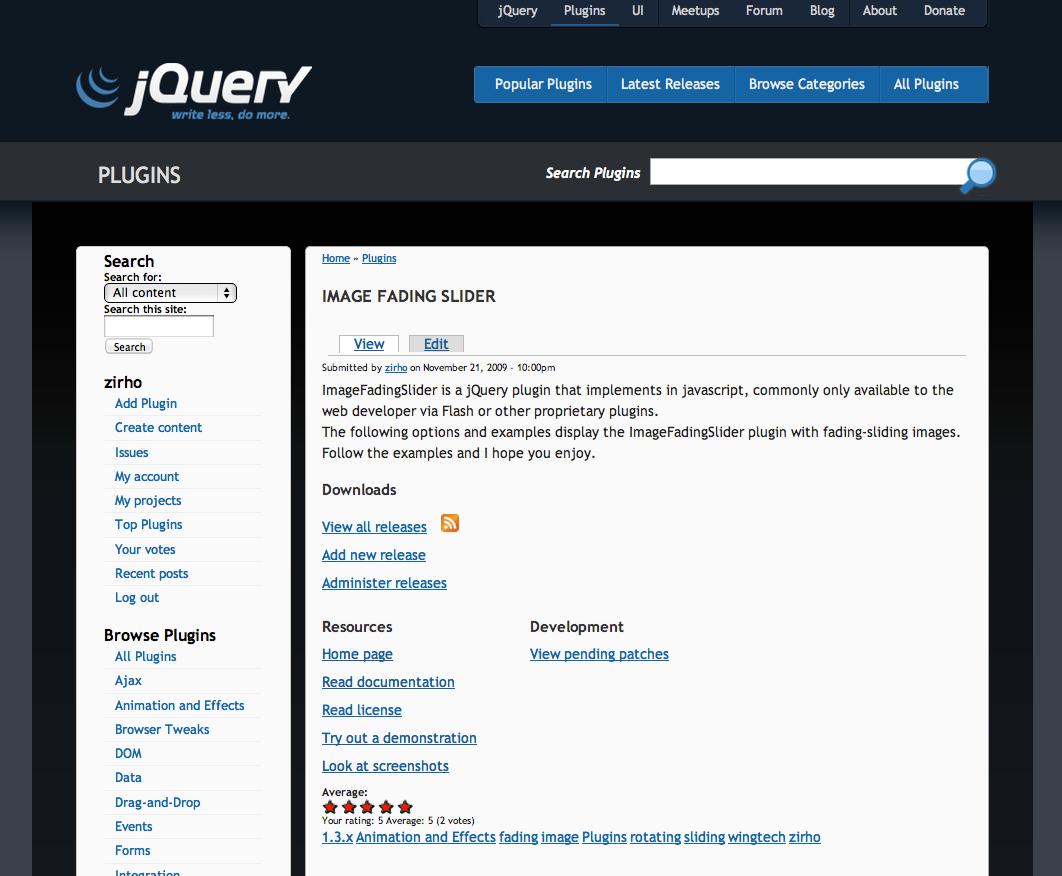 jQuery Plugins UI Meetups Forum Blog About Donate
jQuery
write less, do more.
Popular Plugins Latest Releases Browse Categories All Plugins
PLUGINS
Search Plugins
Search
Search for:
All content
Search this site:
Search
zirho
Add Plugin
Create content
Issues
My account
My projects
Top Plugins
Your votes
Recent posts
Log out
Browse Plugins
All Plugins
Ajax
Animation and Effects
Browser Tweaks
DOM
Data
Drag-and-Drop
Events
Forms
Integration
Home » Plugins
IMAGE FADING SLIDER
View Edit
Submitted by zirho on November 21, 2009 - 10:00pm
ImageFadingSlider is a jQuery plugin that implements in javascript, commonly only available to the
web developer via Flash or other proprietary plugins.
The following options and examples display the ImageFadingSlider plugin with fading-sliding images.
Follow the examples and I hope you enjoy.
Downloads
View all releases
Add new release
Administer releases
Resources
Home page
Read documentation
Read license
Try out a demonstration
Look at screenshots
Development
View pending patches
Average:
Your rating: 5 Average: 5 (2 votes)
1.3.x Animation and Effects fading image Plugins rotating sliding wingtech zirho